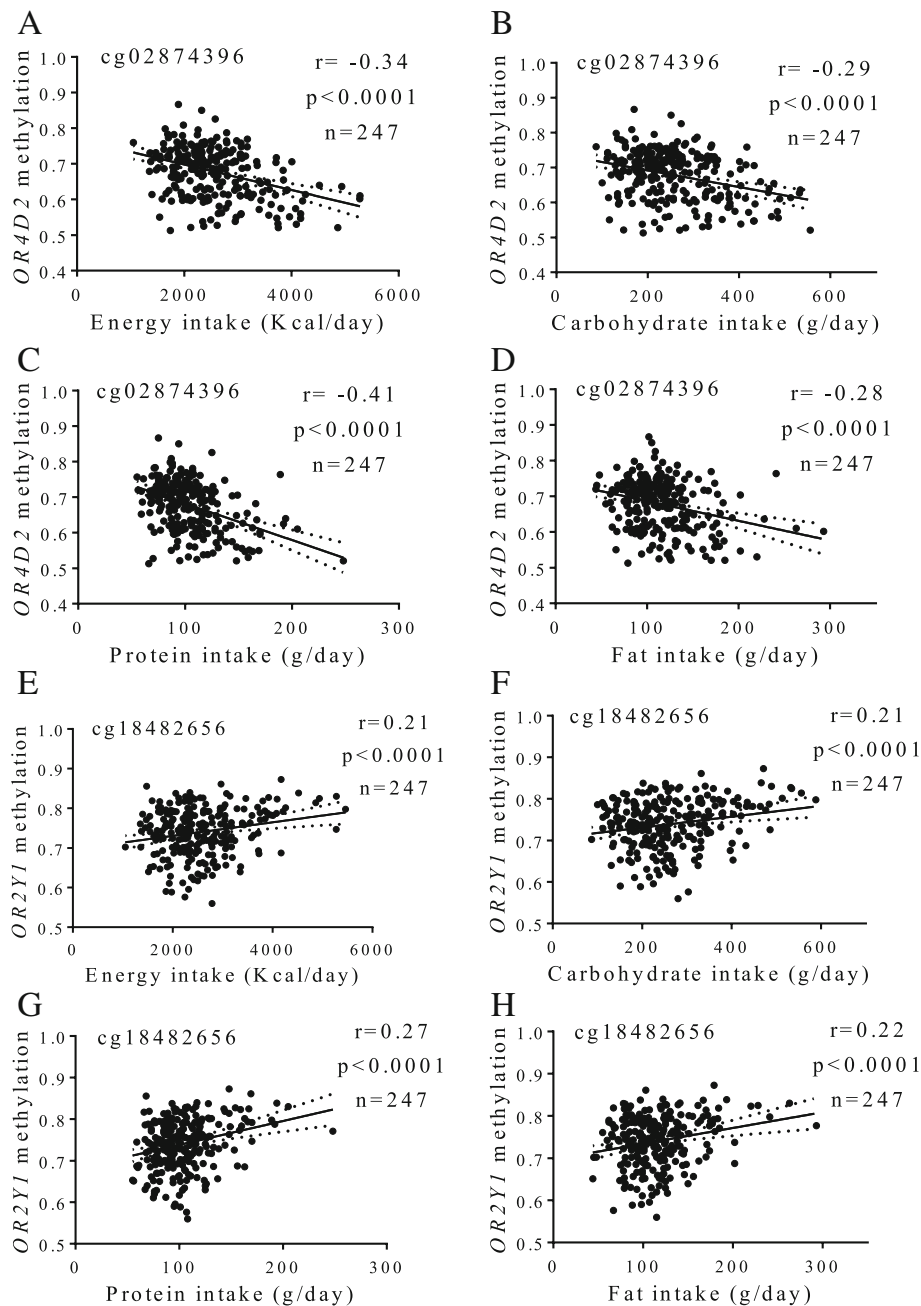 A
cg02874396
r= -0.34
p<0.0001
n=247
OR4D2 methylation
1.0
0.9
0.8
0.7
0.6
0.5
0.4
0 2000 4000 6000
Energy intake (Kcal/day)
B
cg02874396
r= -0.29
p<0.0001
n=247
OR4D2 methylation
1.0
0.9
0.8
0.7
0.6
0.5
0.4
0 200 400 600
Carbohydrate intake (g/day)
C
cg02874396
r= -0.41
p<0.0001
n=247
OR4D2 methylation
1.0
0.9
0.8
0.7
0.6
0.5
0.4
0 100 200 300
Protein intake (g/day)
D
cg02874396
r= -0.28
p<0.0001
n=247
OR4D2 methylation
1.0
0.9
0.8
0.7
0.6
0.5
0.4
0 100 200 300
Fat intake (g/day)
E
cg18482656
r=0.21
p<0.0001
n=247
OR2Y1 methylation
1.0
0.9
0.8
0.7
0.6
0.5
0 2000 4000 6000
Energy intake (Kcal/day)
F
cg18482656
r=0.21
p<0.0001
n=247
OR2Y1 methylation
1.0
0.9
0.8
0.7
0.6
0.5
0 200 400 600
Carbohydrate intake (g/day)
G
cg18482656
r=0.27
p<0.0001
n=247
OR2Y1 methylation
1.0
0.9
0.8
0.7
0.6
0.5
0 100 200 300
Protein intake (g/day)
H
cg18482656
r=0.22
p<0.0001
n=247
OR2Y1 methylation
1.0
0.9
0.8
0.7
0.6
0.5
0 100 200 300
Fat intake (g/day)